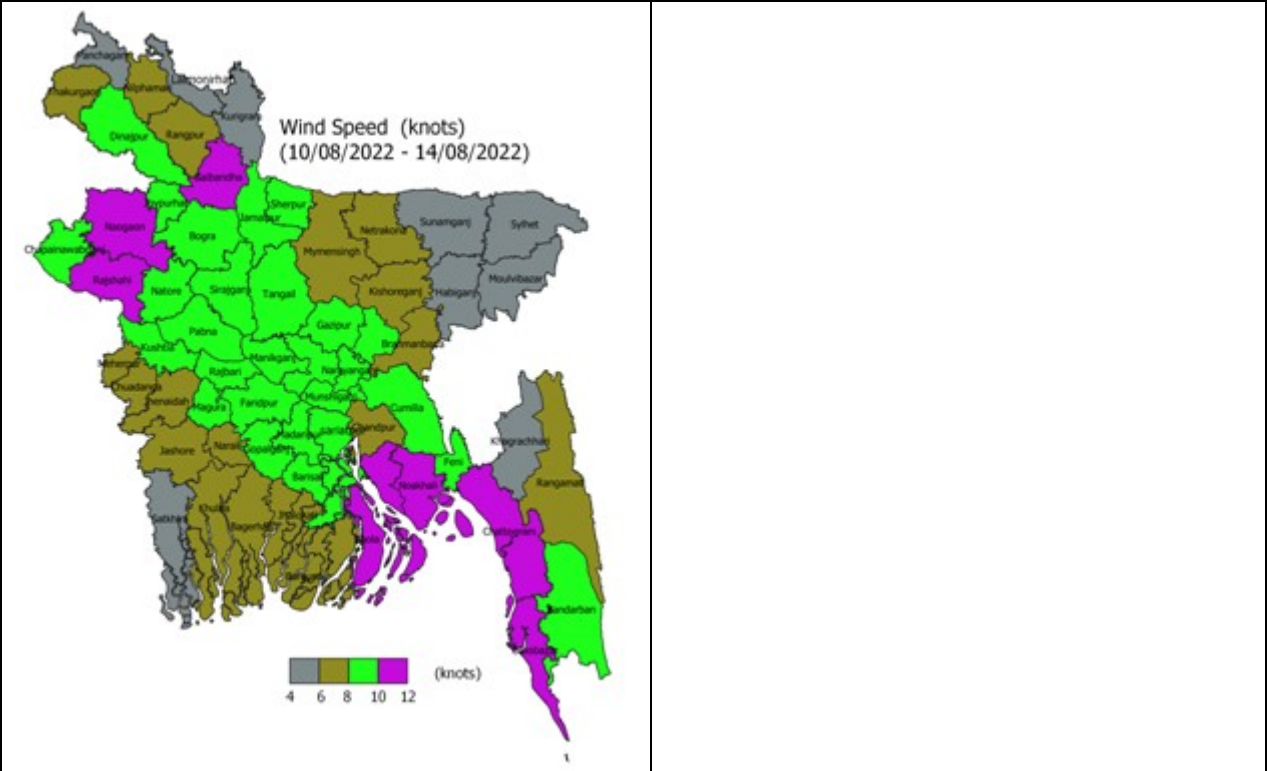 Panchagarh
Thakurgaon
Nilphamari
Lalmonirhat
Kurigram
Dinajpur
Rangpur
Wind Speed (knots)
(10/08/2022 - 14/08/2022)
Gaibandha
Joypurhat
Sherpur
Jamalpur
Naogaon
Bogra
Netrakona
Sunamganj
Sylhet
Chapainawabganj
Mymensingh
Rajshahi
Natore
Sirajganj
Tangail
Kishoreganj
Habiganj
Moulvibazar
Pabna
Gazipur
Kushtia
Brahmanbaria
Manikganj
Rajbari
Narayanganj
Chuadanga
Jhenaidah
Magura
Faridpur
Munshiganj
Cumilla
Madaripur
Chandpur
Khagrachhari
Jashore
Narail
Gopalganj
Feni
Barisal
Noakhali
Rangamati
Satkhira
Khulna
Bagerhat
Chattogram
Bhola
Bandarban
(knots)
4 6 8 10 12